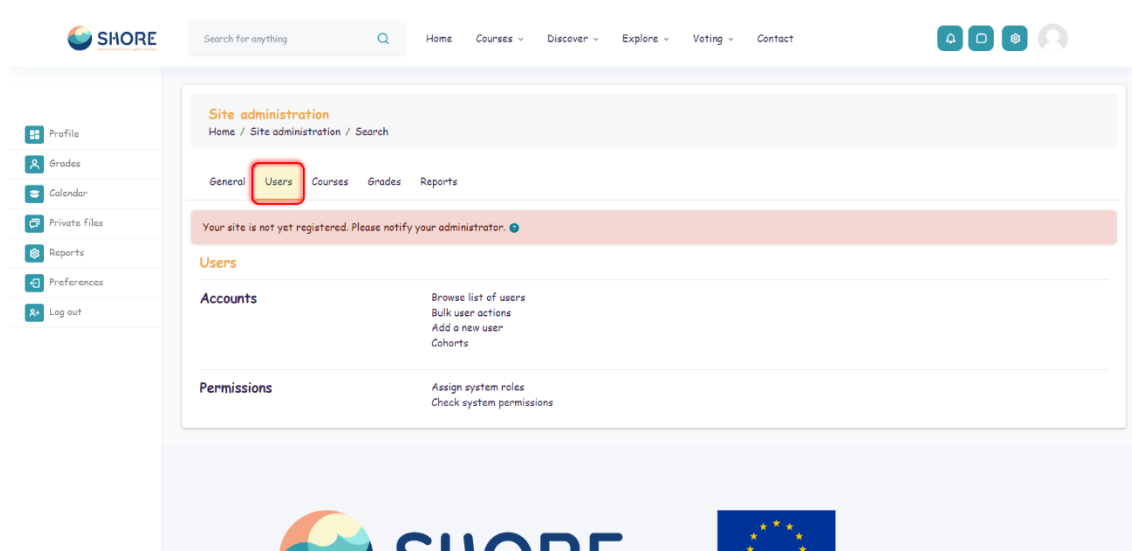 SHORE
Search for anything
Home Courses Discover Explore Voting Contact
Site administration
Home / Site administration / Search
Profile
Grades
Calendar
Private files
Reports
Preferences
Log out
General Users Courses Grades Reports
Your site is not yet registered. Please notify your administrator.
Users
Accounts
Browse list of users
Bulk user actions
Add a new user
Cohorts
Permissions
Assign system roles
Check system permissions
SHORE